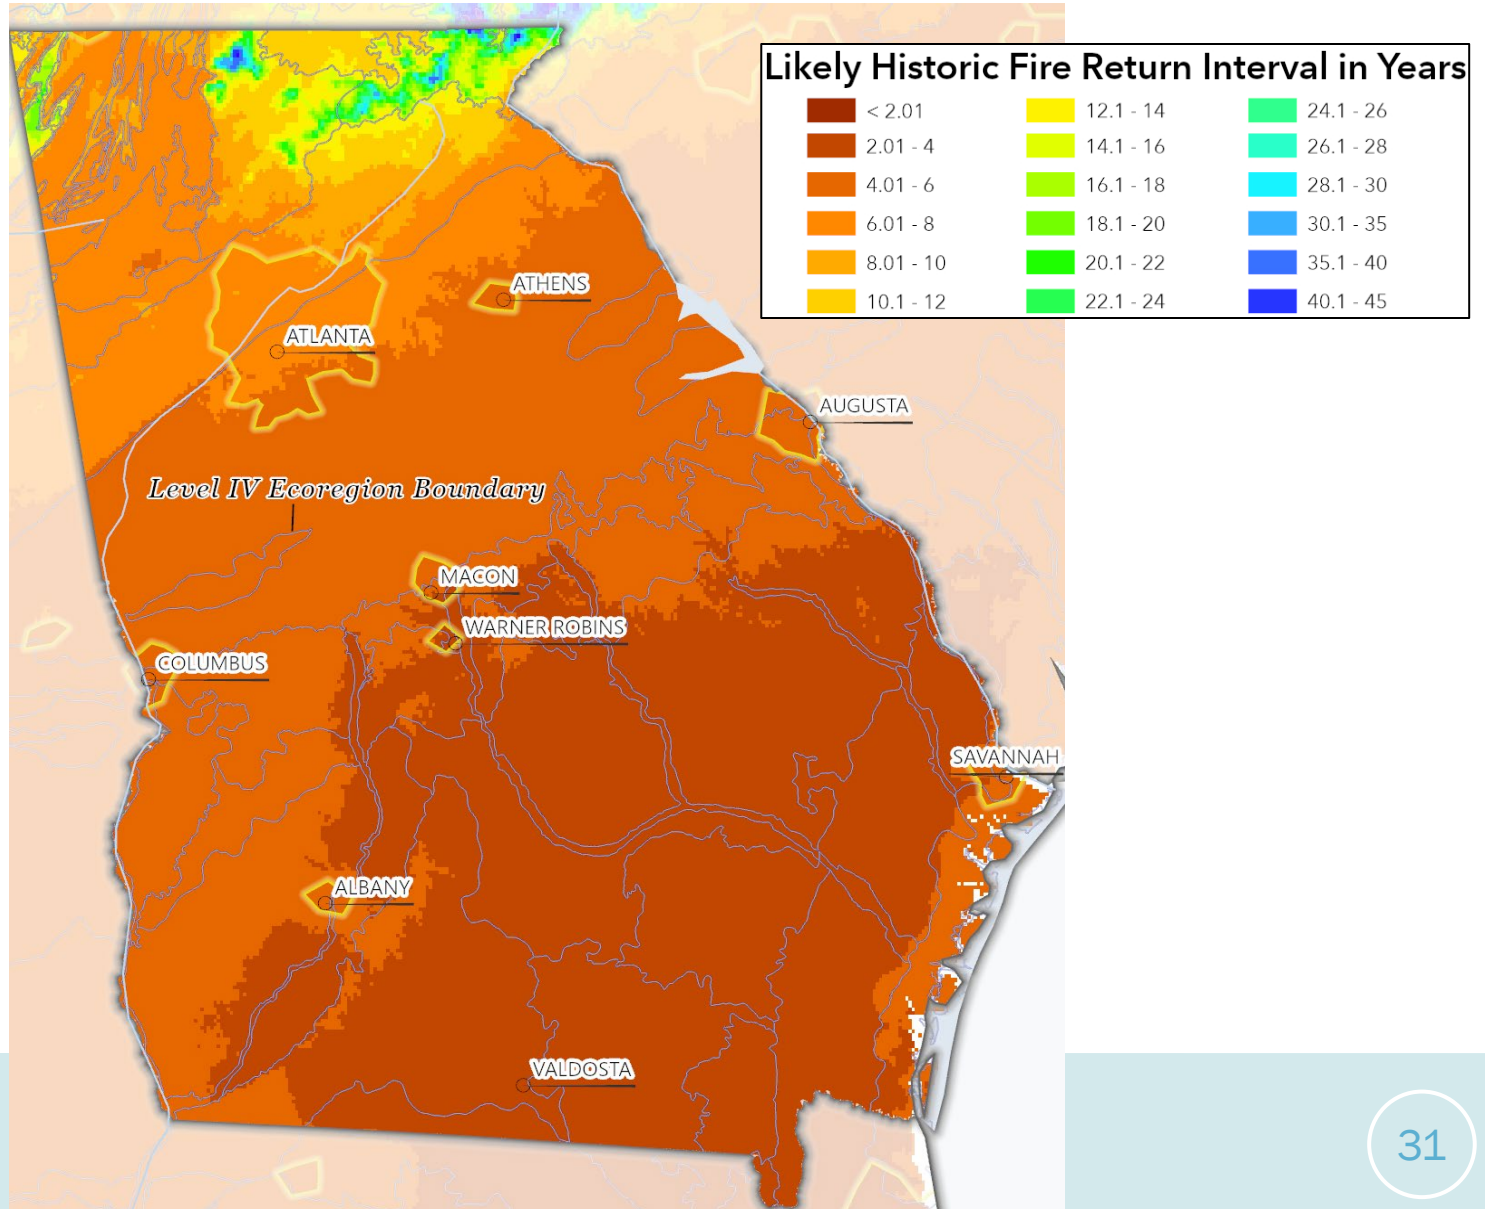 Likely Historic Fire Return Interval in Years
< 2.01
2.01 - 4
4.01 - 6
6.01 - 8
8.01 - 10
10.1 - 12
12.1 - 14
14.1 - 16
16.1 - 18
18.1 - 20
20.1 - 22
22.1 - 24
24.1 - 26
26.1 - 28
28.1 - 30
30.1 - 35
35.1 - 40
40.1 - 45
ATHENS
ATLANTA
AUGUSTA
Level IV Ecoregion Boundary
MACON
WARNER ROBINS
COLUMBUS
SAVANNAH
ALBANY
VALDOSTA
31